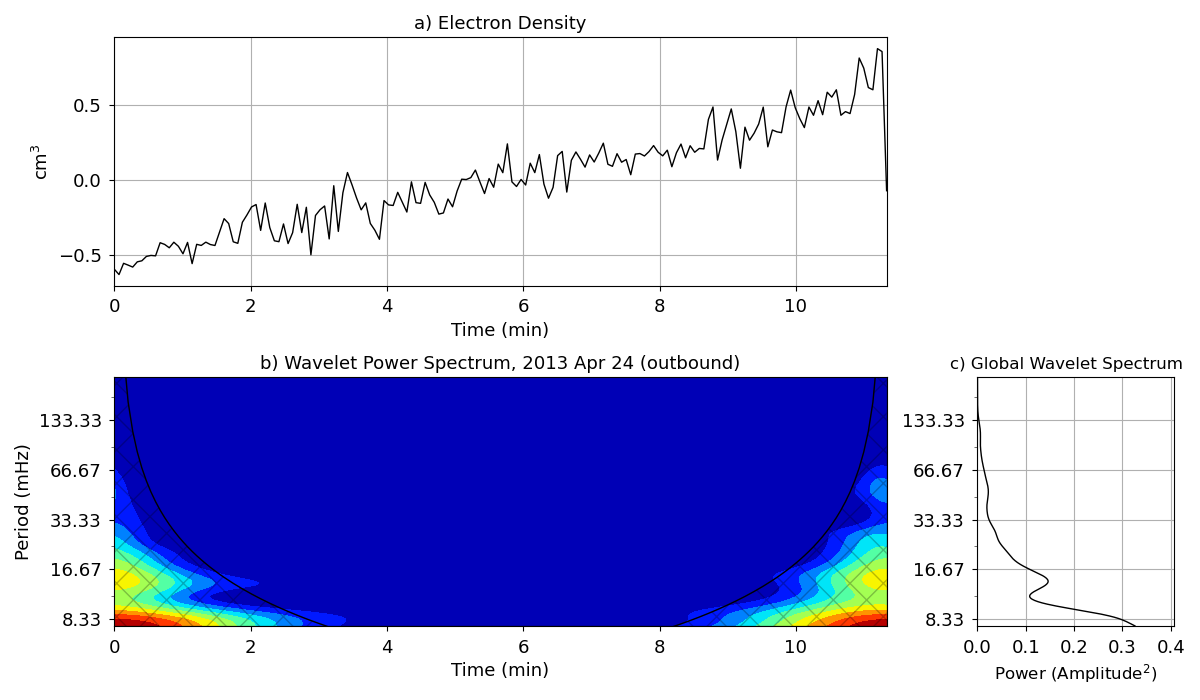 a) Electron Density
cm³
0.5
0.0
−0.5
0 2 4 6 8 10
Time (min)
b) Wavelet Power Spectrum, 2013 Apr 24 (outbound)
Period (mHz)
133.33
66.67
33.33
16.67
8.33
0 2 4 6 8 10
Time (min)
c) Global Wavelet Spectrum
133.33
66.67
33.33
16.67
8.33
0.0 0.1 0.2 0.3 0.4
Power (Amplitude²)